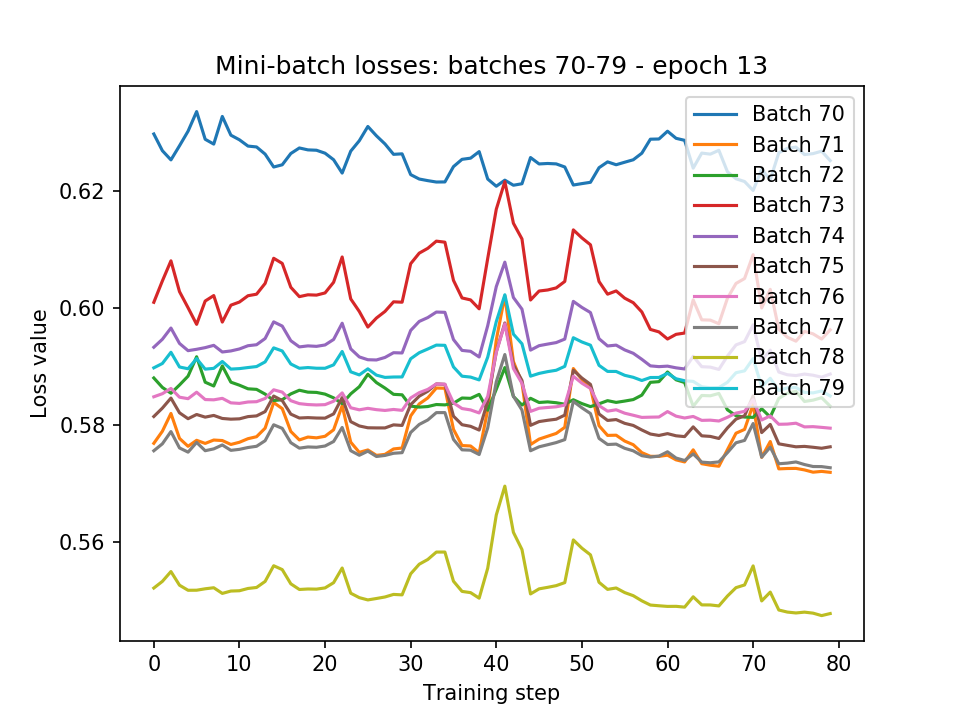 Mini-batch losses: batches 70-79 - epoch 13
Loss value
0.62
0.60
0.58
0.56
0
10
20
30
40
50
60
70
80
Training step
Batch 70
Batch 71
Batch 72
Batch 73
Batch 74
Batch 75
Batch 76
Batch 77
Batch 78
Batch 79